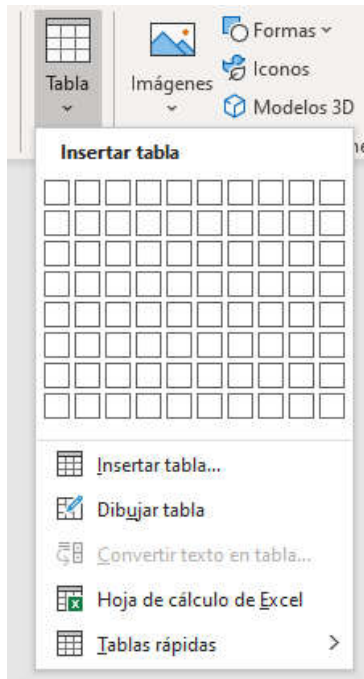 Formas
Iconos
Modelos 3D
Tabla
Imágenes
Insertar tabla
Insertar tabla...
Dibujar tabla
Convertir texto en tabla...
Hoja de cálculo de Excel
Tablas rápidas